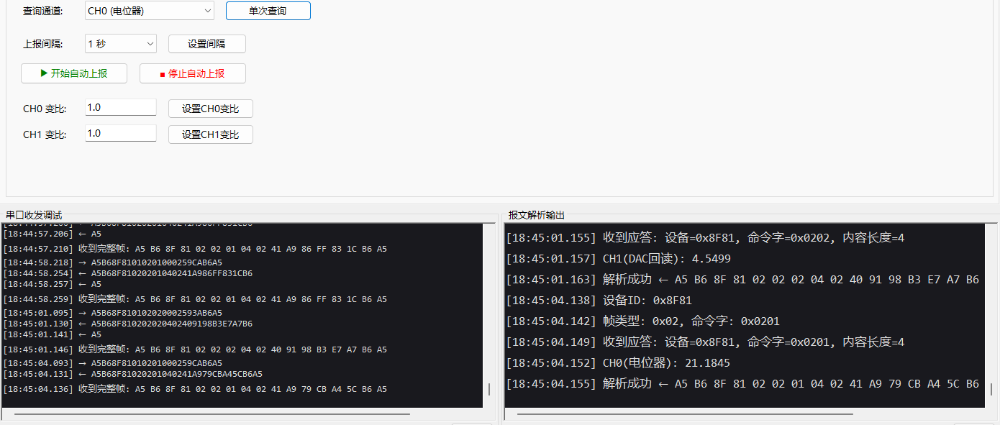 查询通道: CH0 (电位器) 单次查询
上报间隔: 1 秒 设置间隔
▶ 开始自动上报 ■ 停止自动上报
CH0 变比: 1.0 设置CH0变比
CH1 变比: 1.0 设置CH1变比
串口收发调试
[18:44:57.206] ← A5
[18:44:57.210] 收到完整帧: A5 B6 8F 81 02 02 01 04 02 41 A9 86 FF 83 1C B6 A5
[18:44:58.218] → A5B68F81010201000259CAB6A5
[18:44:58.254] ← A5B68F81020201040241A986FF831CB6
[18:44:58.257] ← A5
[18:44:58.259] 收到完整帧: A5 B6 8F 81 02 02 01 04 02 41 A9 86 FF 83 1C B6 A5
[18:45:01.095] → A5B68F810102020002593AB6A5
[18:45:01.130] ← A5B68F810202020402409198B3E7A7B6
[18:45:01.141] ← A5
[18:45:01.146] 收到完整帧: A5 B6 8F 81 02 02 02 04 02 40 91 98 B3 E7 A7 B6 A5
[18:45:04.093] → A5B68F81010201000259CAB6A5
[18:45:04.131] ← A5B68F81020201040241A979CBA45CB6A5
[18:45:04.136] 收到完整帧: A5 B6 8F 81 02 02 01 04 02 41 A9 79 CB A4 5C B6 A5
报文解析输出
[18:45:01.155] 收到应答: 设备=0x8F81, 命令字=0x0202, 内容长度=4
[18:45:01.157] CH1(DAC回读): 4.5499
[18:45:01.163] 解析成功 ← A5 B6 8F 81 02 02 02 04 02 40 91 98 B3 E7 A7 B6
[18:45:04.138] 设备ID: 0x8F81
[18:45:04.142] 帧类型: 0x02, 命令字: 0x0201
[18:45:04.149] 收到应答: 设备=0x8F81, 命令字=0x0201, 内容长度=4
[18:45:04.152] CH0(电位器): 21.1845
[18:45:04.155] 解析成功 ← A5 B6 8F 81 02 02 01 04 02 41 A9 79 CB A4 5C B6